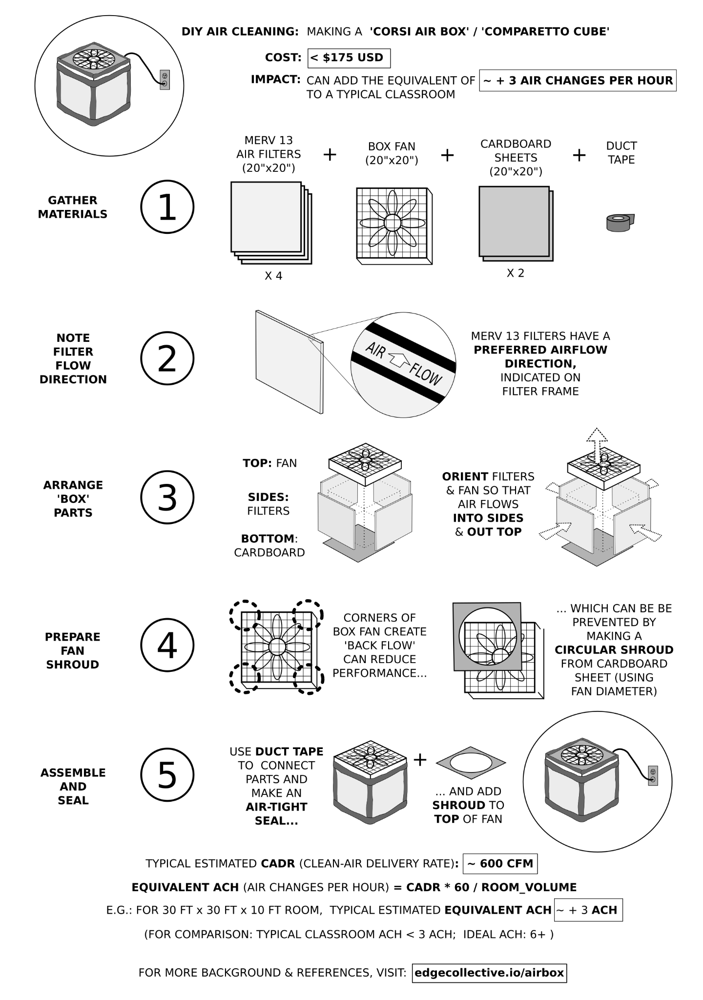 DIY AIR CLEANING: MAKING A 'CORSI AIR BOX' / 'COMPARETTO CUBE'
COST: < $175 USD
IMPACT: CAN ADD THE EQUIVALENT OF ~ + 3 AIR CHANGES PER HOUR
TO A TYPICAL CLASSROOM
GATHER
MATERIALS
1
MERV 13
AIR FILTERS
(20"x20")
X 4
+
BOX FAN
(20"x20")
+
CARDBOARD
SHEETS
(20"x20")
X 2
+
DUCT
TAPE
NOTE
FILTER
FLOW
DIRECTION
2
AIR FLOW
MERV 13 FILTERS HAVE A
PREFERRED AIRFLOW
DIRECTION,
INDICATED ON
FILTER FRAME
ARRANGE
'BOX'
PARTS
3
TOP: FAN
SIDES:
FILTERS
BOTTOM:
CARDBOARD
ORIENT FILTERS
& FAN SO THAT
AIR FLOWS
INTO SIDES
& OUT TOP
PREPARE
FAN
SHROUD
4
CORNERS OF
BOX FAN CREATE
'BACK FLOW'
CAN REDUCE
PERFORMANCE...
... WHICH CAN BE BE
PREVENTED BY
MAKING A
CIRCULAR SHROUD
FROM CARDBOARD
SHEET (USING
FAN DIAMETER)
ASSEMBLE
AND
SEAL
5
USE DUCT TAPE
TO CONNECT
PARTS AND
MAKE AN
AIR-TIGHT
SEAL...
+
... AND ADD
SHROUD TO
TOP OF FAN
TYPICAL ESTIMATED CADR (CLEAN-AIR DELIVERY RATE): ~ 600 CFM
EQUIVALENT ACH (AIR CHANGES PER HOUR) = CADR * 60 / ROOM_VOLUME
E.G.: FOR 30 FT x 30 FT x 10 FT ROOM, TYPICAL ESTIMATED EQUIVALENT ACH ~ + 3 ACH
(FOR COMPARISON: TYPICAL CLASSROOM ACH < 3 ACH; IDEAL ACH: 6+ )
FOR MORE BACKGROUND & REFERENCES, VISIT: edgecollective.io/airbox